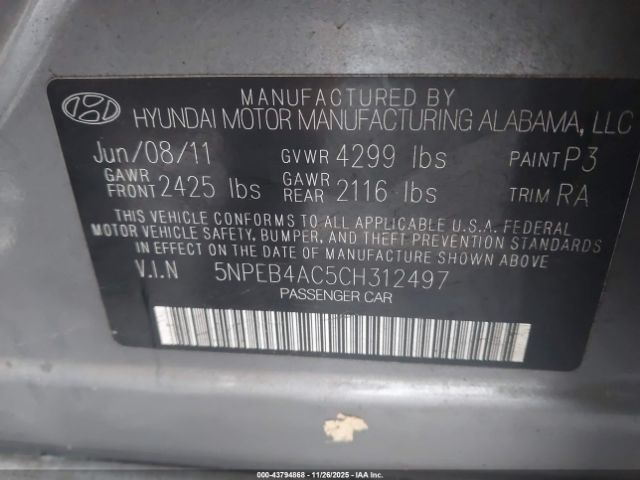 MANUFACTURED BY
HYUNDAI MOTOR MANUFACTURING ALABAMA, LLC
Jun/08/11 GVWR 4299 lbs PAINT P3
GAWR FRONT 2425 lbs GAWR REAR 2116 lbs TRIM RA
THIS VEHICLE CONFORMS TO ALL APPLICABLE U.S.A. FEDERAL
MOTOR VEHICLE SAFETY, BUMPER, AND THEFT PREVENTION STANDARDS
IN EFFECT ON THE DATE OF MANUFACTURE SHOWN ABOVE.
V.I.N 5NPEB4AC5CH312497
PASSENGER CAR
000-43794868 - 11/26/2025 - IAA Inc.